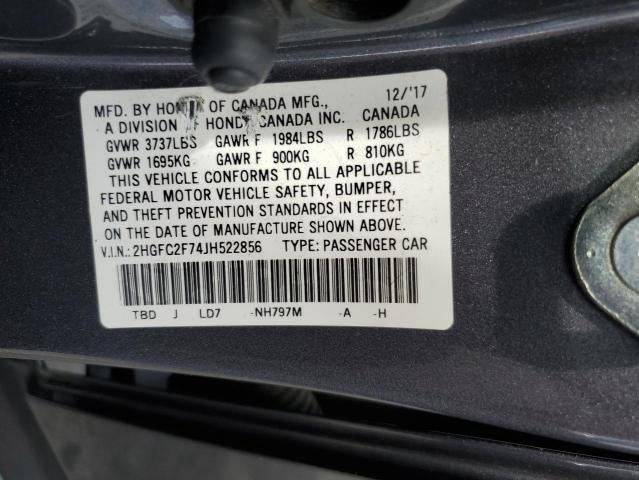 MFD. BY HONDA OF CANADA MFG., 12/'17
A DIVISION OF HONDA CANADA INC. CANADA
GVWR 3737LBS GAWR F 1984LBS R 1786LBS
GVWR 1695KG GAWR F 900KG R 810KG
THIS VEHICLE CONFORMS TO ALL APPLICABLE
FEDERAL MOTOR VEHICLE SAFETY, BUMPER,
AND THEFT PREVENTION STANDARDS IN EFFECT
ON THE DATE OF MANUFACTURE SHOWN ABOVE.
V.I.N.: 2HGFC2F74JH522856 TYPE: PASSENGER CAR
TBD J LD7 -NH797M -A -H